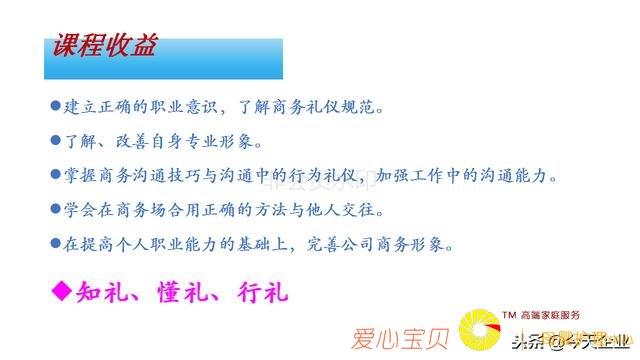 课程收益
●建立正确的职业意识，了解商务礼仪规范。
●了解、改善自身专业形象。
●掌握商务沟通技巧与沟通中的行为礼仪，加强工作中的沟通能力。
●学会在商务场合用正确的方法与他人交往。
●在提高个人职业能力的基础上，完善公司商务形象。
◆知礼、懂礼、行礼
非会员水印
爱心宝贝
TM 高端家庭服务
头条@今天企业